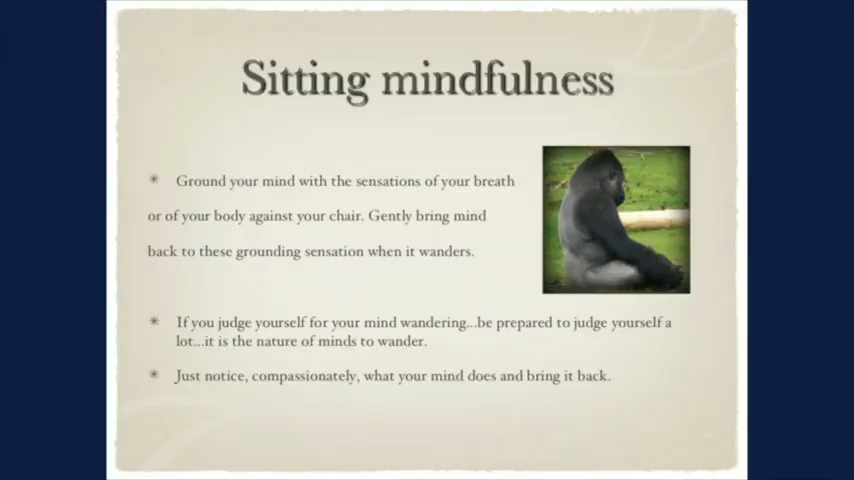 Sitting mindfulness
* Ground your mind with the sensations of your breath
or of your body against your chair. Gently bring mind
back to these grounding sensation when it wanders.
* If you judge yourself for your mind wandering...be prepared to judge yourself a
lot...it is the nature of minds to wander.
* Just notice, compassionately, what your mind does and bring it back.